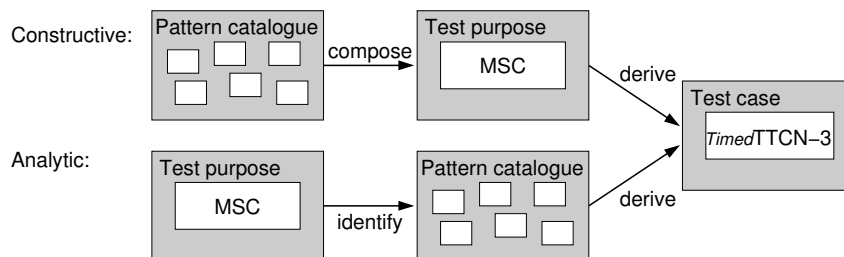 Constructive:
Pattern catalogue
compose
Test purpose
MSC
derive
Test case
TimedTTCN−3
Analytic:
Test purpose
MSC
identify
Pattern catalogue
derive